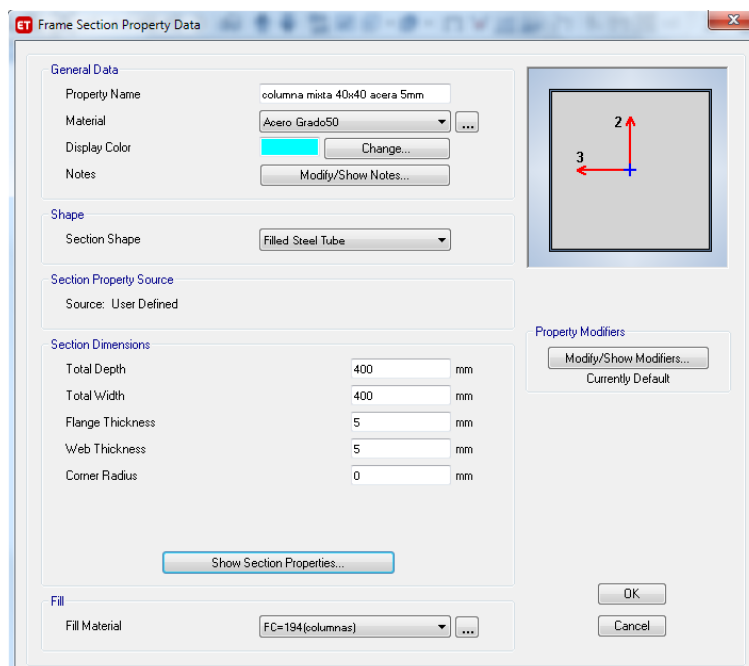 ET Frame Section Property Data
General Data
Property Name columna mixta 40x40 acera 5mm
Material Acero Grado50 ...
Display Color Change...
Notes Modify/Show Notes...
2
3
Shape
Section Shape Filled Steel Tube
Section Property Source
Source: User Defined
Property Modifiers
Modify/Show Modifiers...
Currently Default
Section Dimensions
Total Depth 400 mm
Total Width 400 mm
Flange Thickness 5 mm
Web Thickness 5 mm
Corner Radius 0 mm
Show Section Properties...
Fill
Fill Material FC=194(columnas) ...
OK
Cancel